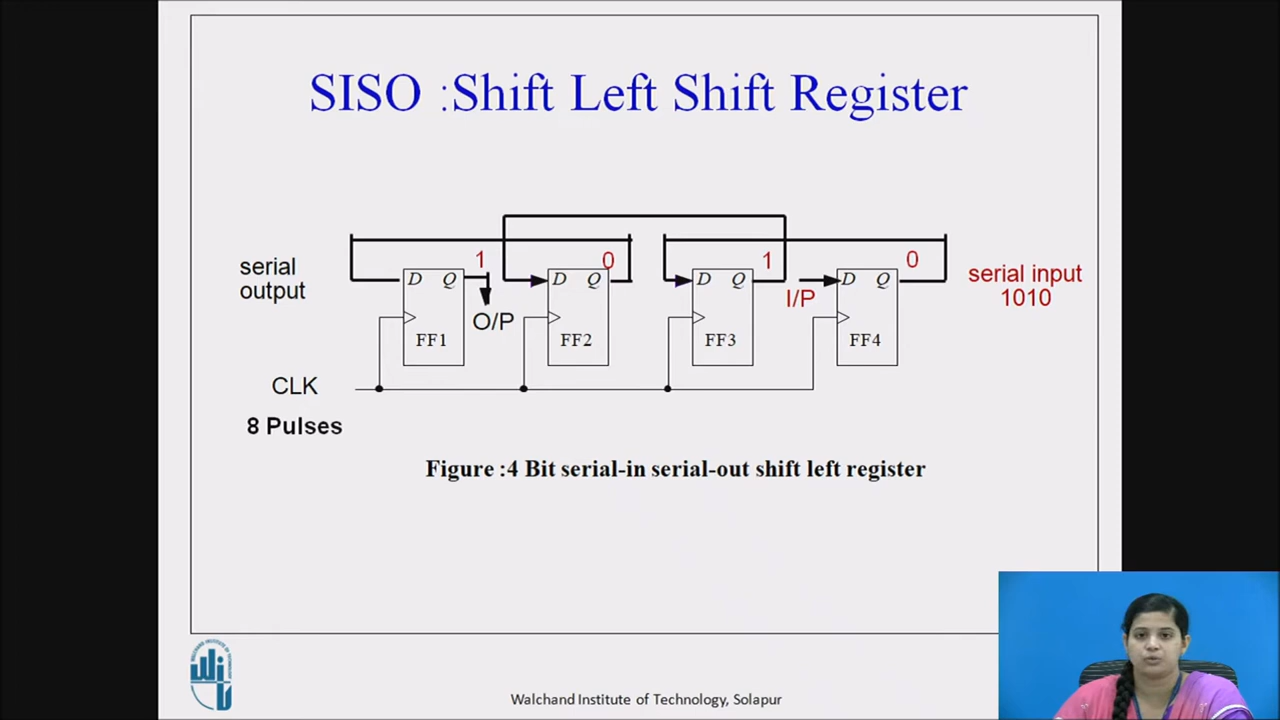 SISO :Shift Left Shift Register
serial
output
1
0
1
0
serial input
1010
D Q
D Q
D Q
D Q
I/P
O/P
FF1
FF2
FF3
FF4
CLK
8 Pulses
Figure :4 Bit serial-in serial-out shift left register
Walchand Institute of Technology, Solapur